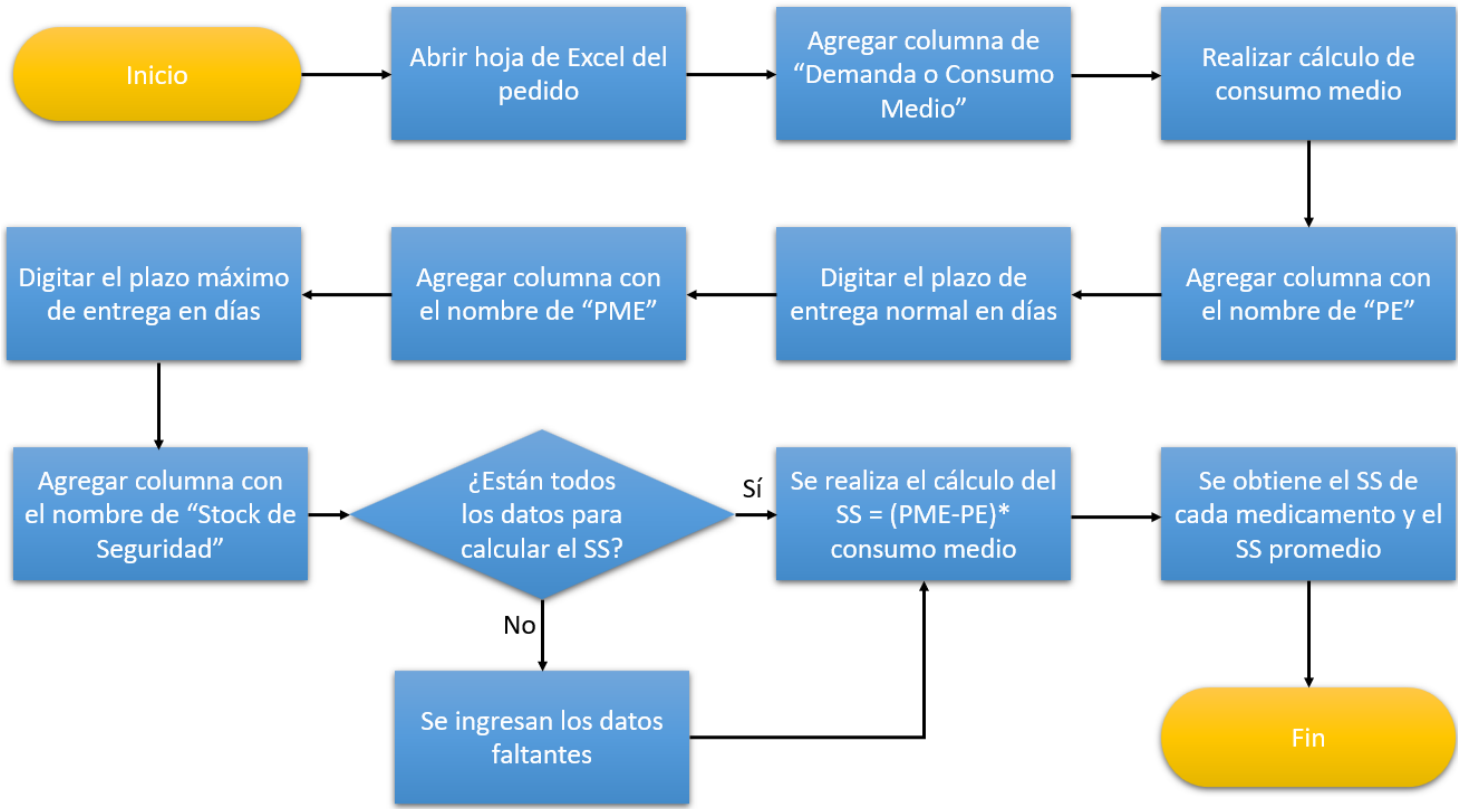 Inicio
Abrir hoja de Excel del
pedido
Agregar columna de
“Demanda o Consumo
Medio”
Realizar cálculo de
consumo medio
Agregar columna con
el nombre de “PE”
Digitar el plazo de
entrega normal en días
Agregar columna con
el nombre de “PME”
Digitar el plazo máximo
de entrega en días
Agregar columna con
el nombre de “Stock de
Seguridad”
¿Están todos
los datos para
calcular el SS?
Sí
Se realiza el cálculo del
SS = (PME-PE)*
consumo medio
Se obtiene el SS de
cada medicamento y el
SS promedio
No
Se ingresan los datos
faltantes
Fin